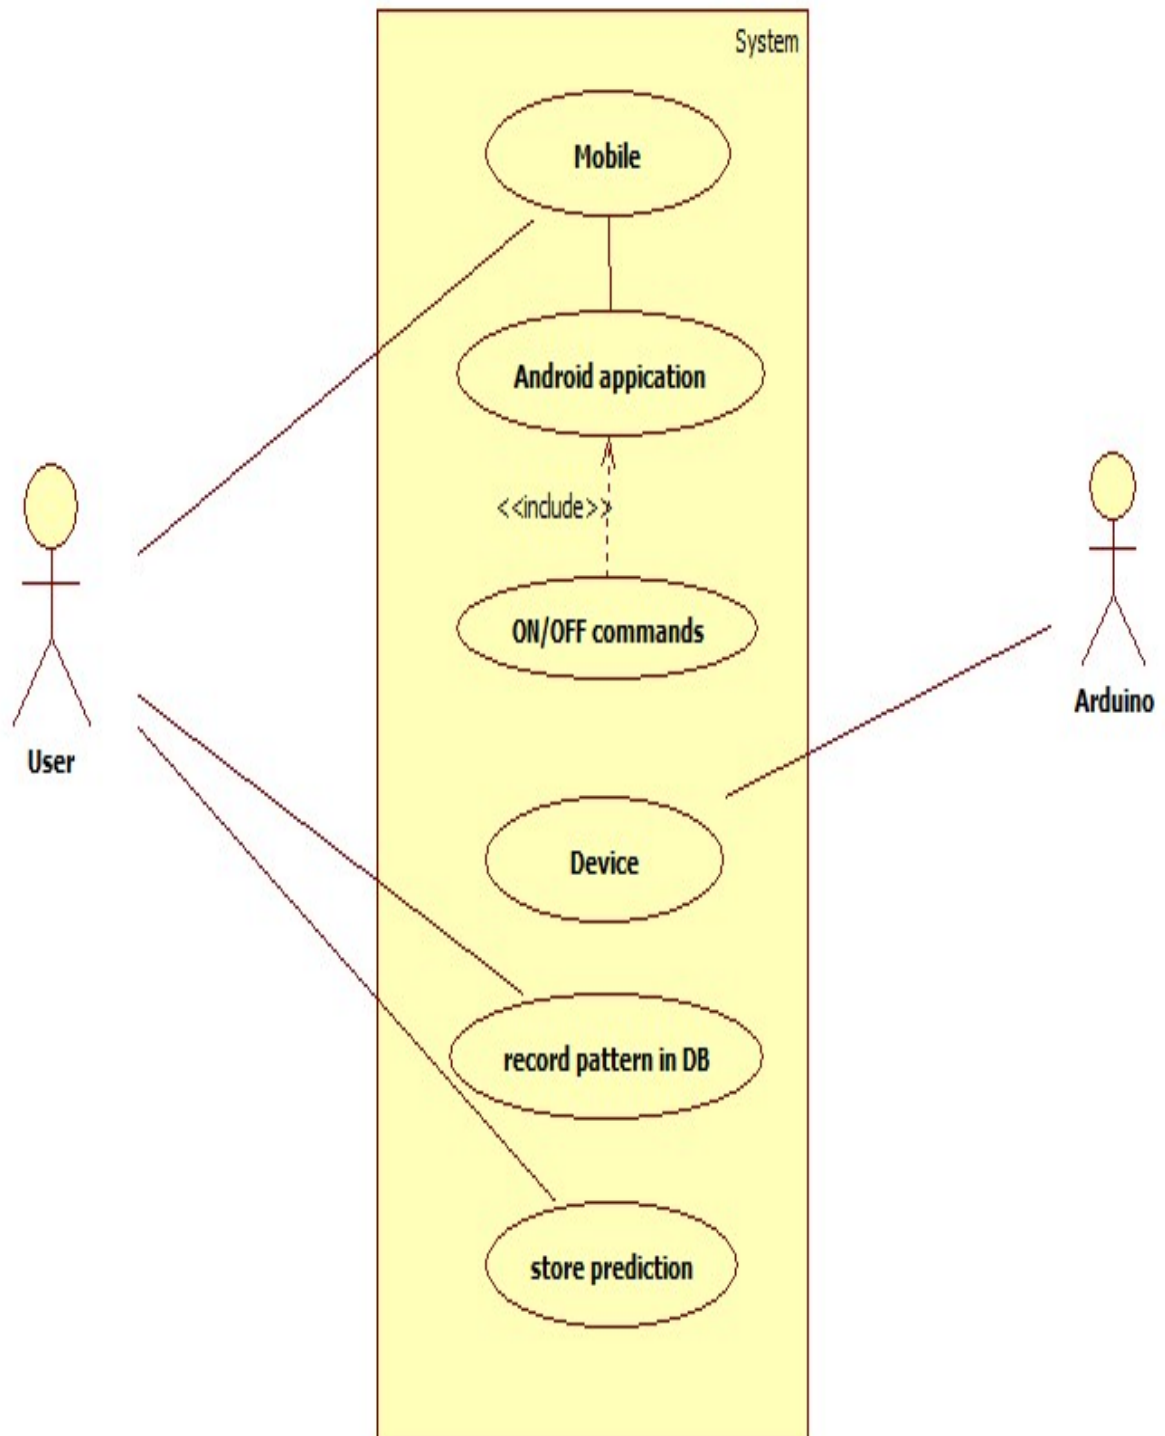 System
Mobile
Android appication
<<include>>
ON/OFF commands
User
Arduino
Device
record pattern in DB
store prediction